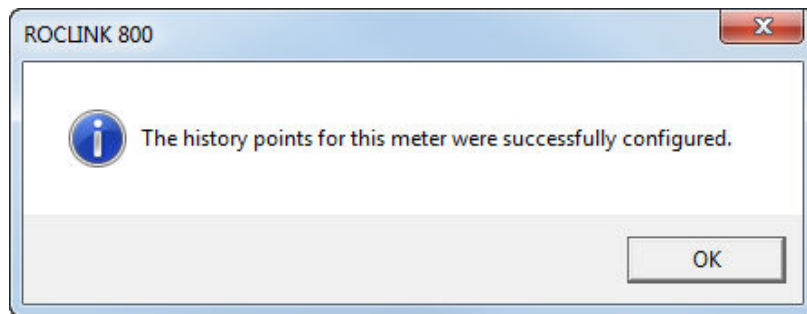 ROCLINK 800
The history points for this meter were successfully configured.
OK